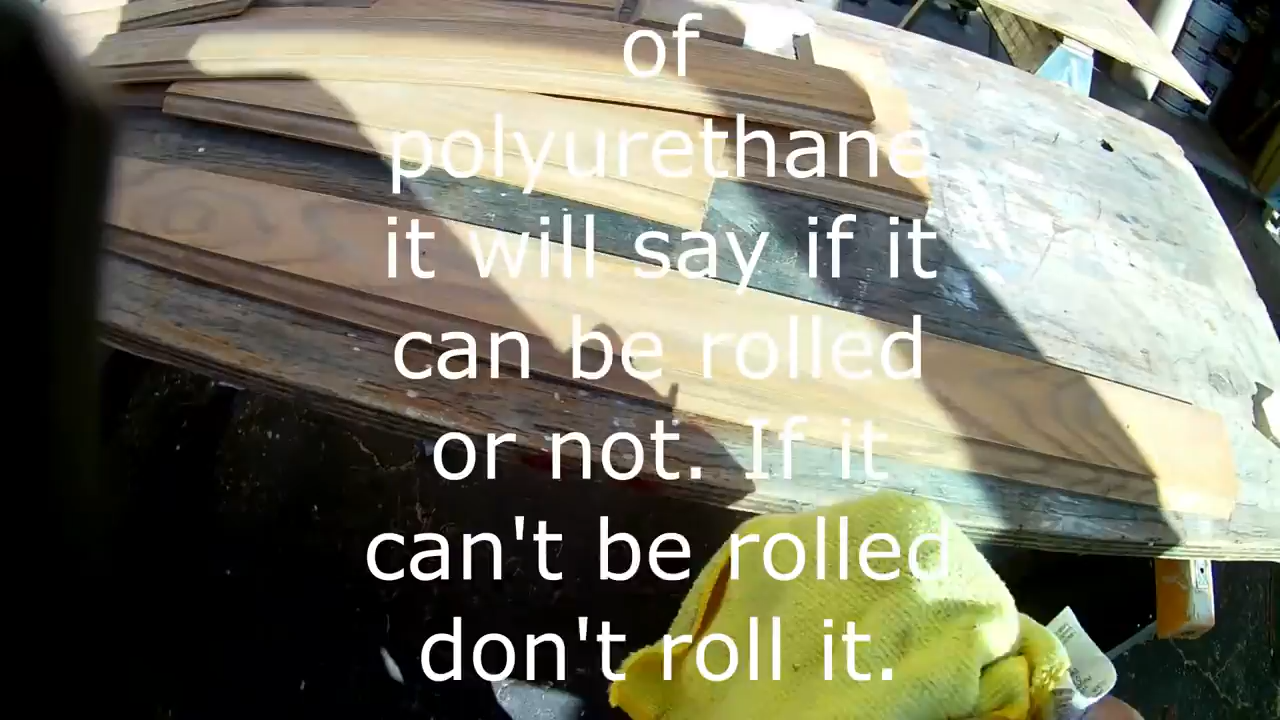 of
polyurethane
it will say if it
can be rolled
or not. If it
can't be rolled
don't roll it.